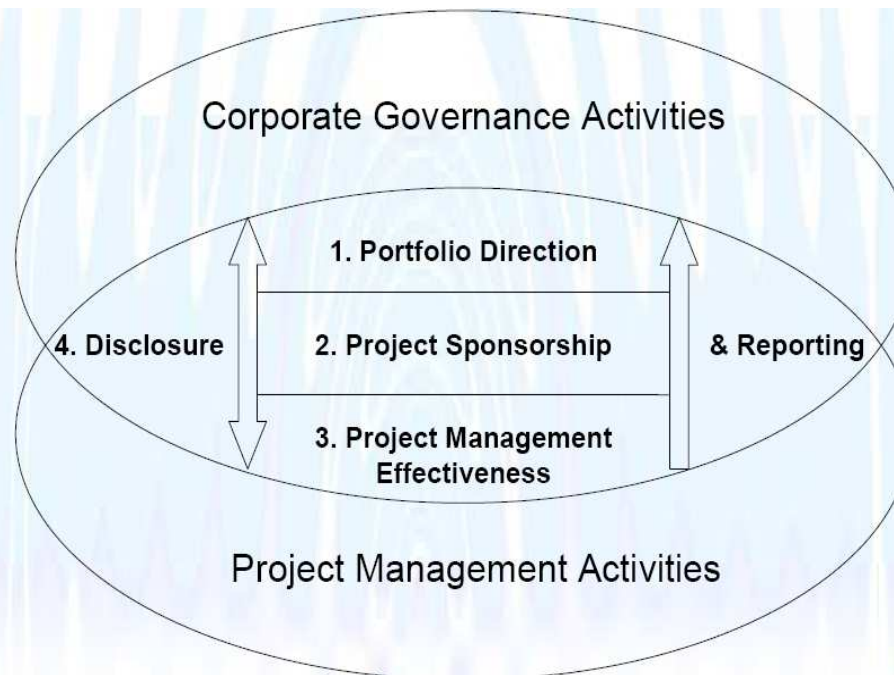 Corporate Governance Activities
1. Portfolio Direction
4. Disclosure
2. Project Sponsorship
& Reporting
3. Project Management
Effectiveness
Project Management Activities